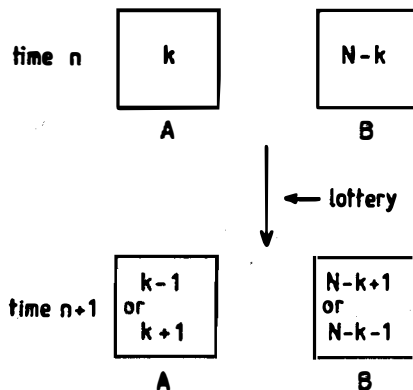 time n
k
N-k
A
B
lottery
time n+1
k-1
or
k+1
N-k+1
or
N-k-1
A
B